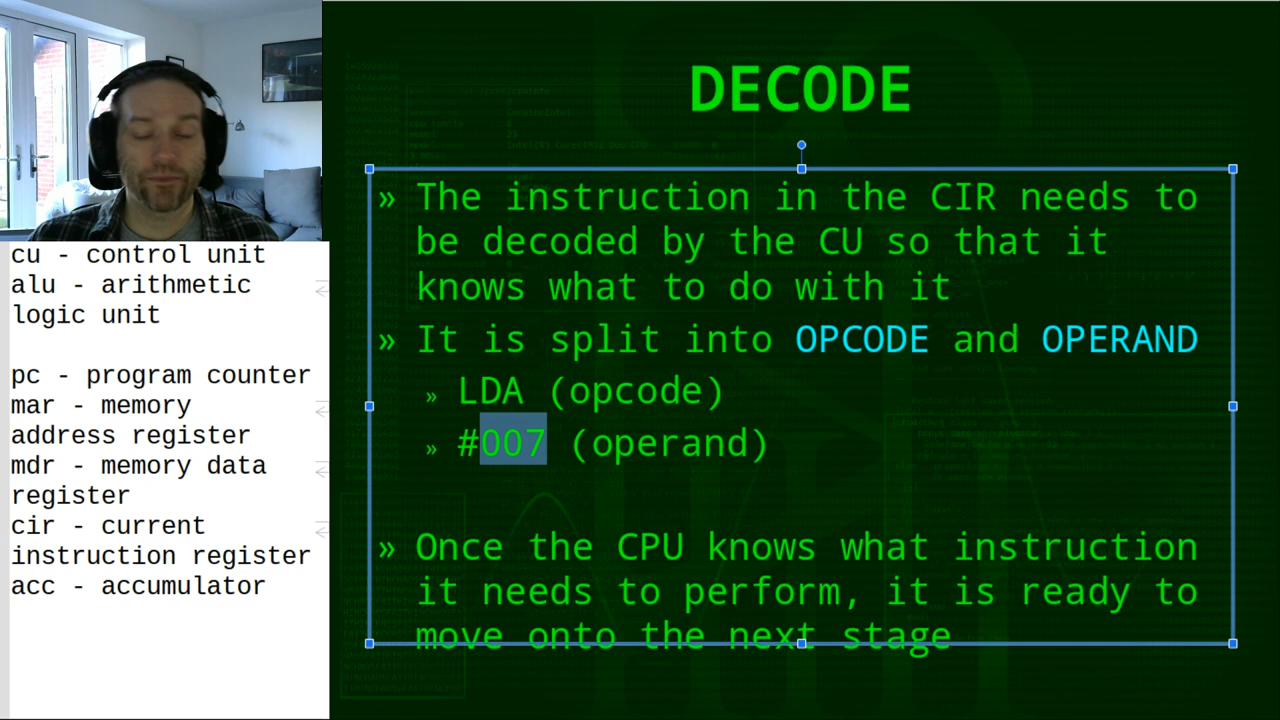 cu - control unit
alu - arithmetic
logic unit
pc - program counter
mar - memory
address register
mdr - memory data
register
cir - current
instruction register
acc - accumulator
DECODE
» The instruction in the CIR needs to
be decoded by the CU so that it
knows what to do with it
» It is split into OPCODE and OPERAND
» LDA (opcode)
» #007 (operand)
» Once the CPU knows what instruction
it needs to perform, it is ready to
move onto the next stage